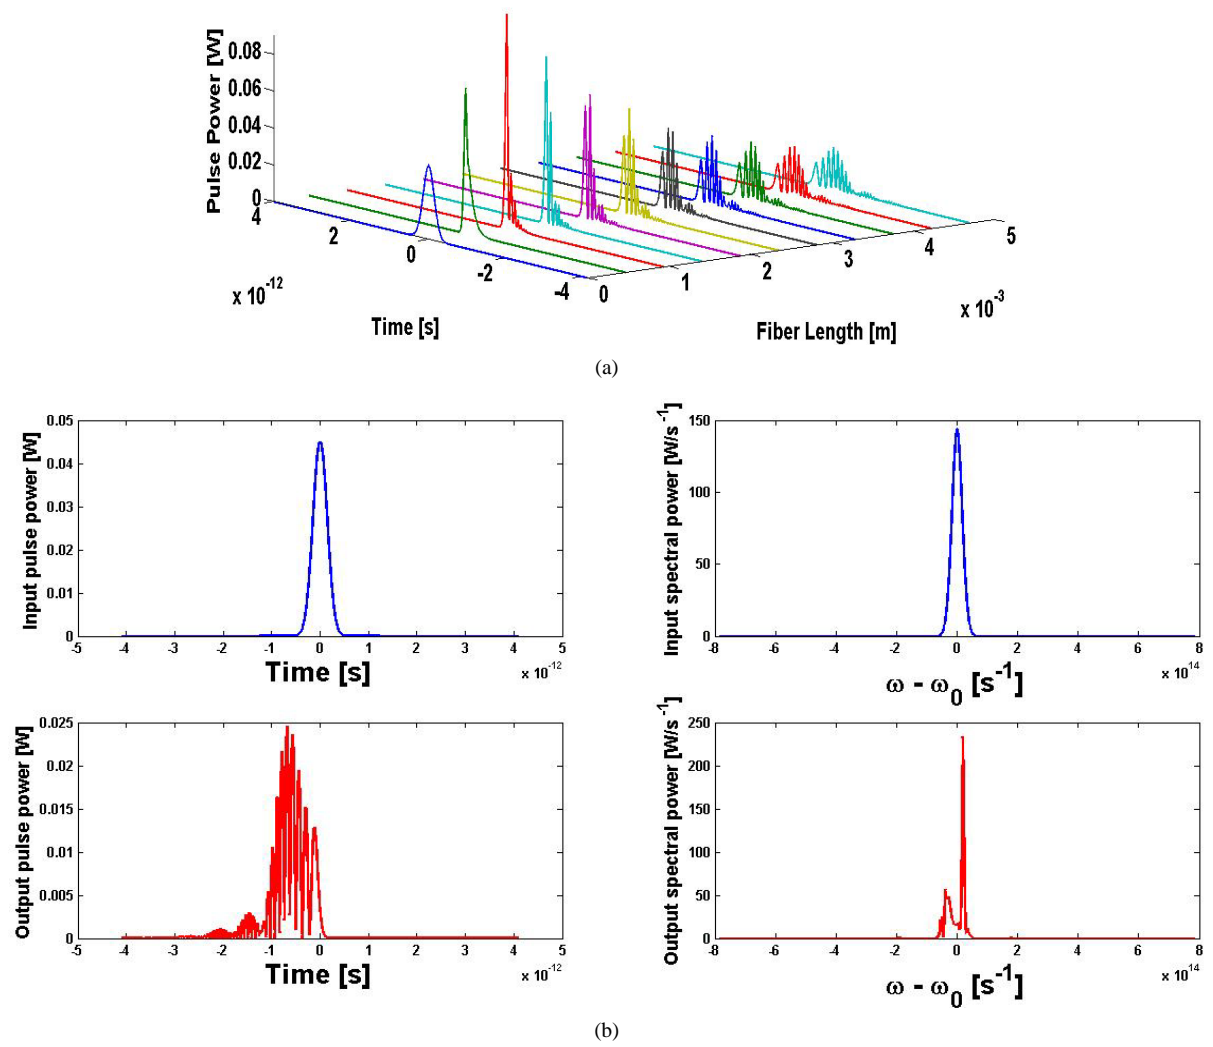 Pulse Power [W]
0.08
0.06
0.04
0.02
0
4
2
0
-2
-4
x 10-12
Time [s]
0
1
2
3
4
5
x 10-3
Fiber Length [m]
(a)
Input pulse power [W]
0.05
0.04
0.03
0.02
0.01
0
-5 -4 -3 -2 -1 0 1 2 3 4 5
Time [s]
x 10-12
Input spectral power [W/s-1]
150
100
50
0
-8 -6 -4 -2 0 2 4 6 8
ω - ω0 [s-1]
x 1014
Output pulse power [W]
0.025
0.02
0.015
0.01
0.005
0
-5 -4 -3 -2 -1 0 1 2 3 4 5
Time [s]
x 10-12
Output spectral power [W/s-1]
250
200
150
100
50
0
-8 -6 -4 -2 0 2 4 6 8
ω - ω0 [s-1]
x 1014
(b)